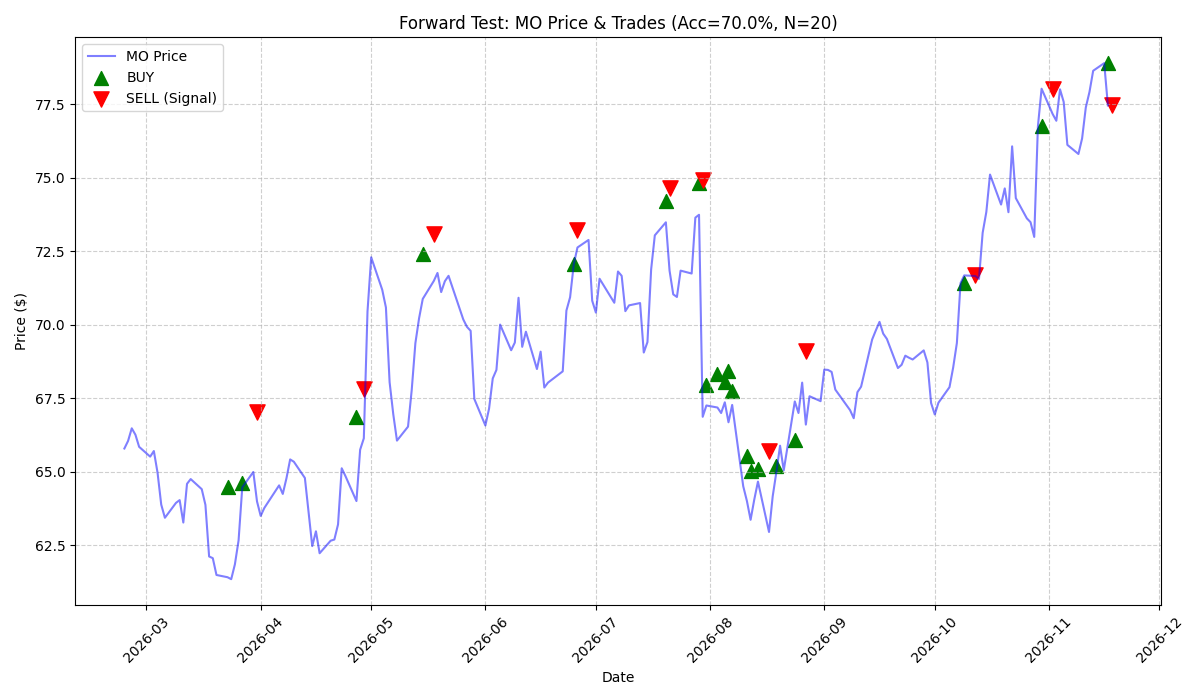 Forward Test: MO Price & Trades (Acc=70.0%, N=20)
MO Price
BUY
SELL (Signal)
Price ($)
77.5
75.0
72.5
70.0
67.5
65.0
62.5
2026-03
2026-04
2026-05
2026-06
2026-07
2026-08
2026-09
2026-10
2026-11
2026-12
Date